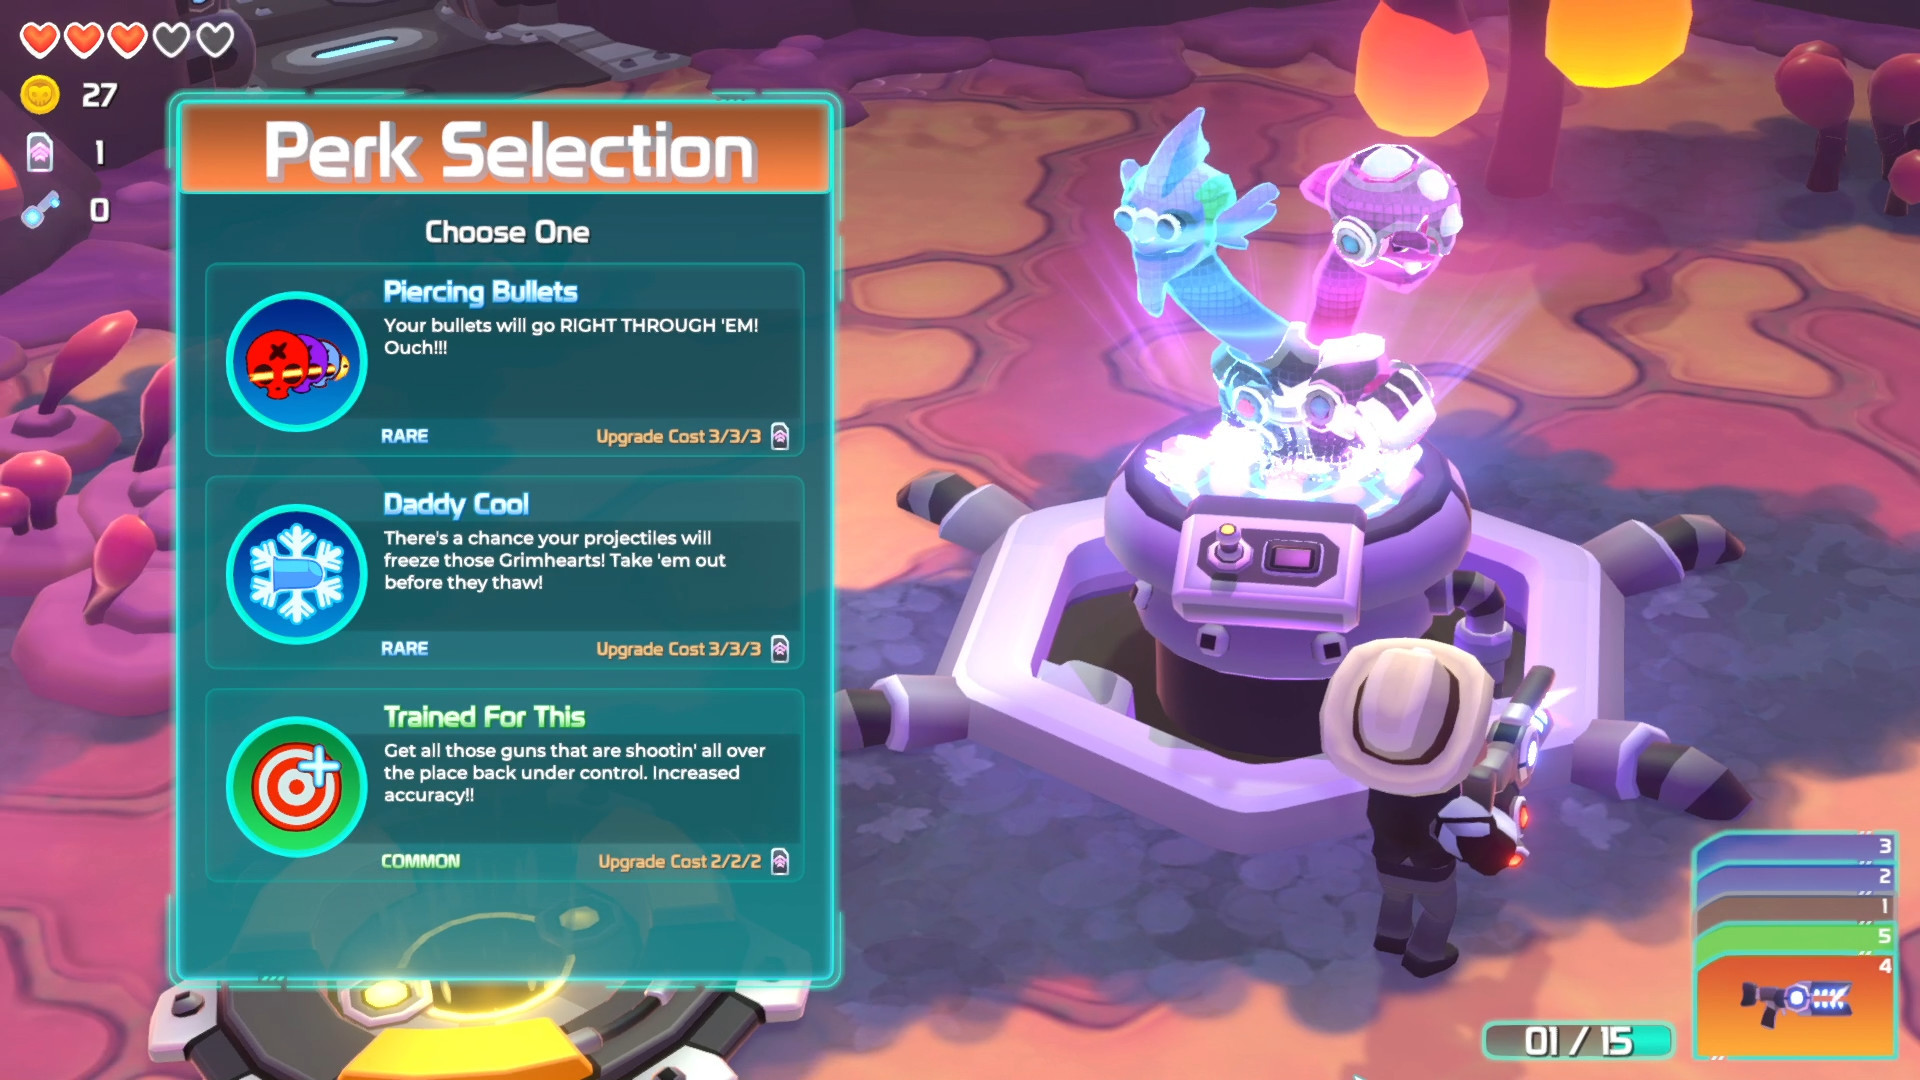 27
1
0
Perk Selection
Choose One
Piercing Bullets
Your bullets will go RIGHT THROUGH 'EM!
Ouch!!!
RARE
Upgrade Cost 3/3/3
Daddy Cool
There's a chance your projectiles will
freeze those Grimhearts! Take 'em out
before they thaw!
RARE
Upgrade Cost 3/3/3
Trained For This
Get all those guns that are shootin' all over
the place back under control. Increased
accuracy!!
COMMON
Upgrade Cost 2/2/2
3
2
1
5
4
01 / 15